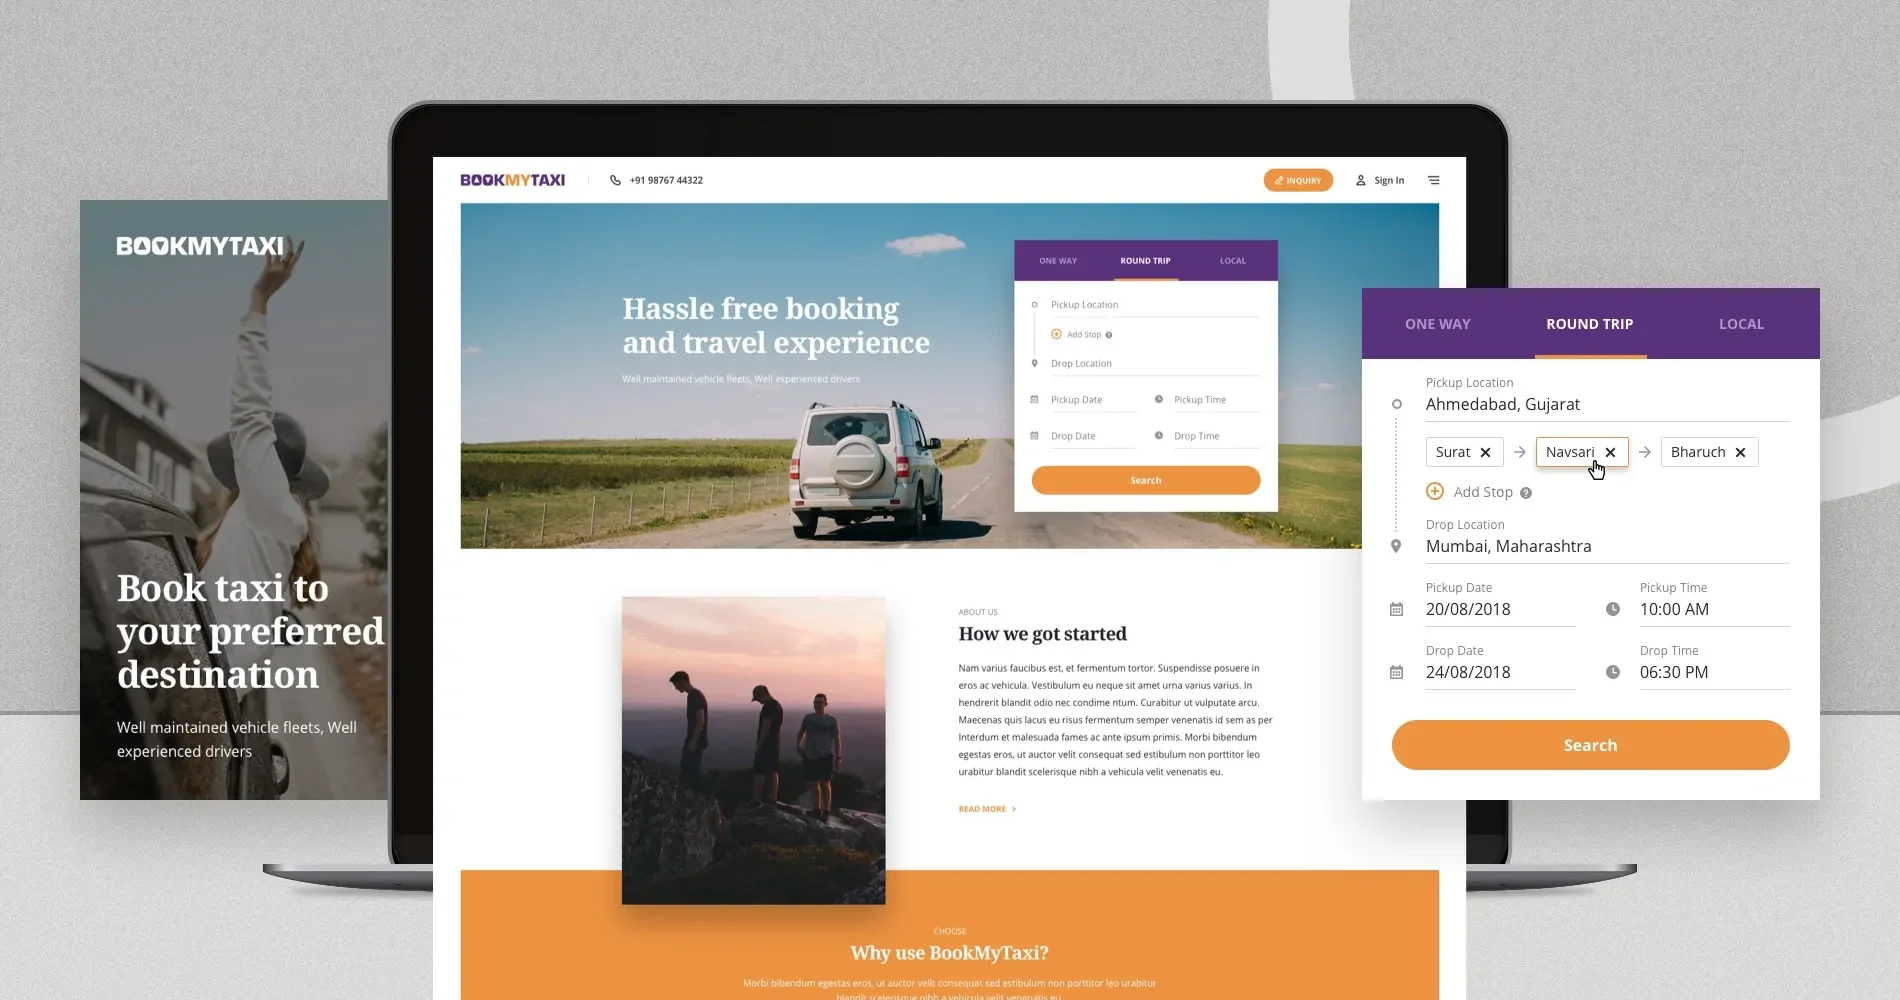 BOOKMYTAXI
Book taxi to
your preferred
destination
Well maintained vehicle fleets, Well
experienced drivers
BOOKMYTAXI
+91 98767 44322
INQUIRY
Sign In
Hassle free booking
and travel experience
Well maintained vehicle fleets, Well experienced drivers
ONE WAY ROUND TRIP LOCAL
Pickup Location
Add Stop
Drop Location
Pickup Date Pickup Time
Drop Date Drop Time
Search
ABOUT US
How we got started
Nam varius faucibus est, et fermentum tortor. Suspendisse posuere in
eros ac vehicula. Vestibulum eu neque sit amet urna varius varius. In
hendrerit blandit odio nec condime ntum. Curabitur ut vulputate arcu.
Maecenas quis lacus eu risus fermentum semper venenatis id sem as per
Interdum et malesuada fames ac ante ipsum primis. Morbi bibendum
egestas eros, ut auctor velit consequat sed estibulum non porttitor leo
urabitur blandit scelerisque nibh a vehicula velit venenatis eu.
READ MORE
CHOOSE
Why use BookMyTaxi?
Morbi bibendum egestas eros, ut auctor velit consequat sed estibulum non porttitor leo urabitur
blandit scelerisque nibh a vehicula velit venenatis eu.
ONE WAY ROUND TRIP LOCAL
Pickup Location
Ahmedabad, Gujarat
Surat Navsari Bharuch
Add Stop
Drop Location
Mumbai, Maharashtra
Pickup Date Pickup Time
20/08/2018 10:00 AM
Drop Date Drop Time
24/08/2018 06:30 PM
Search